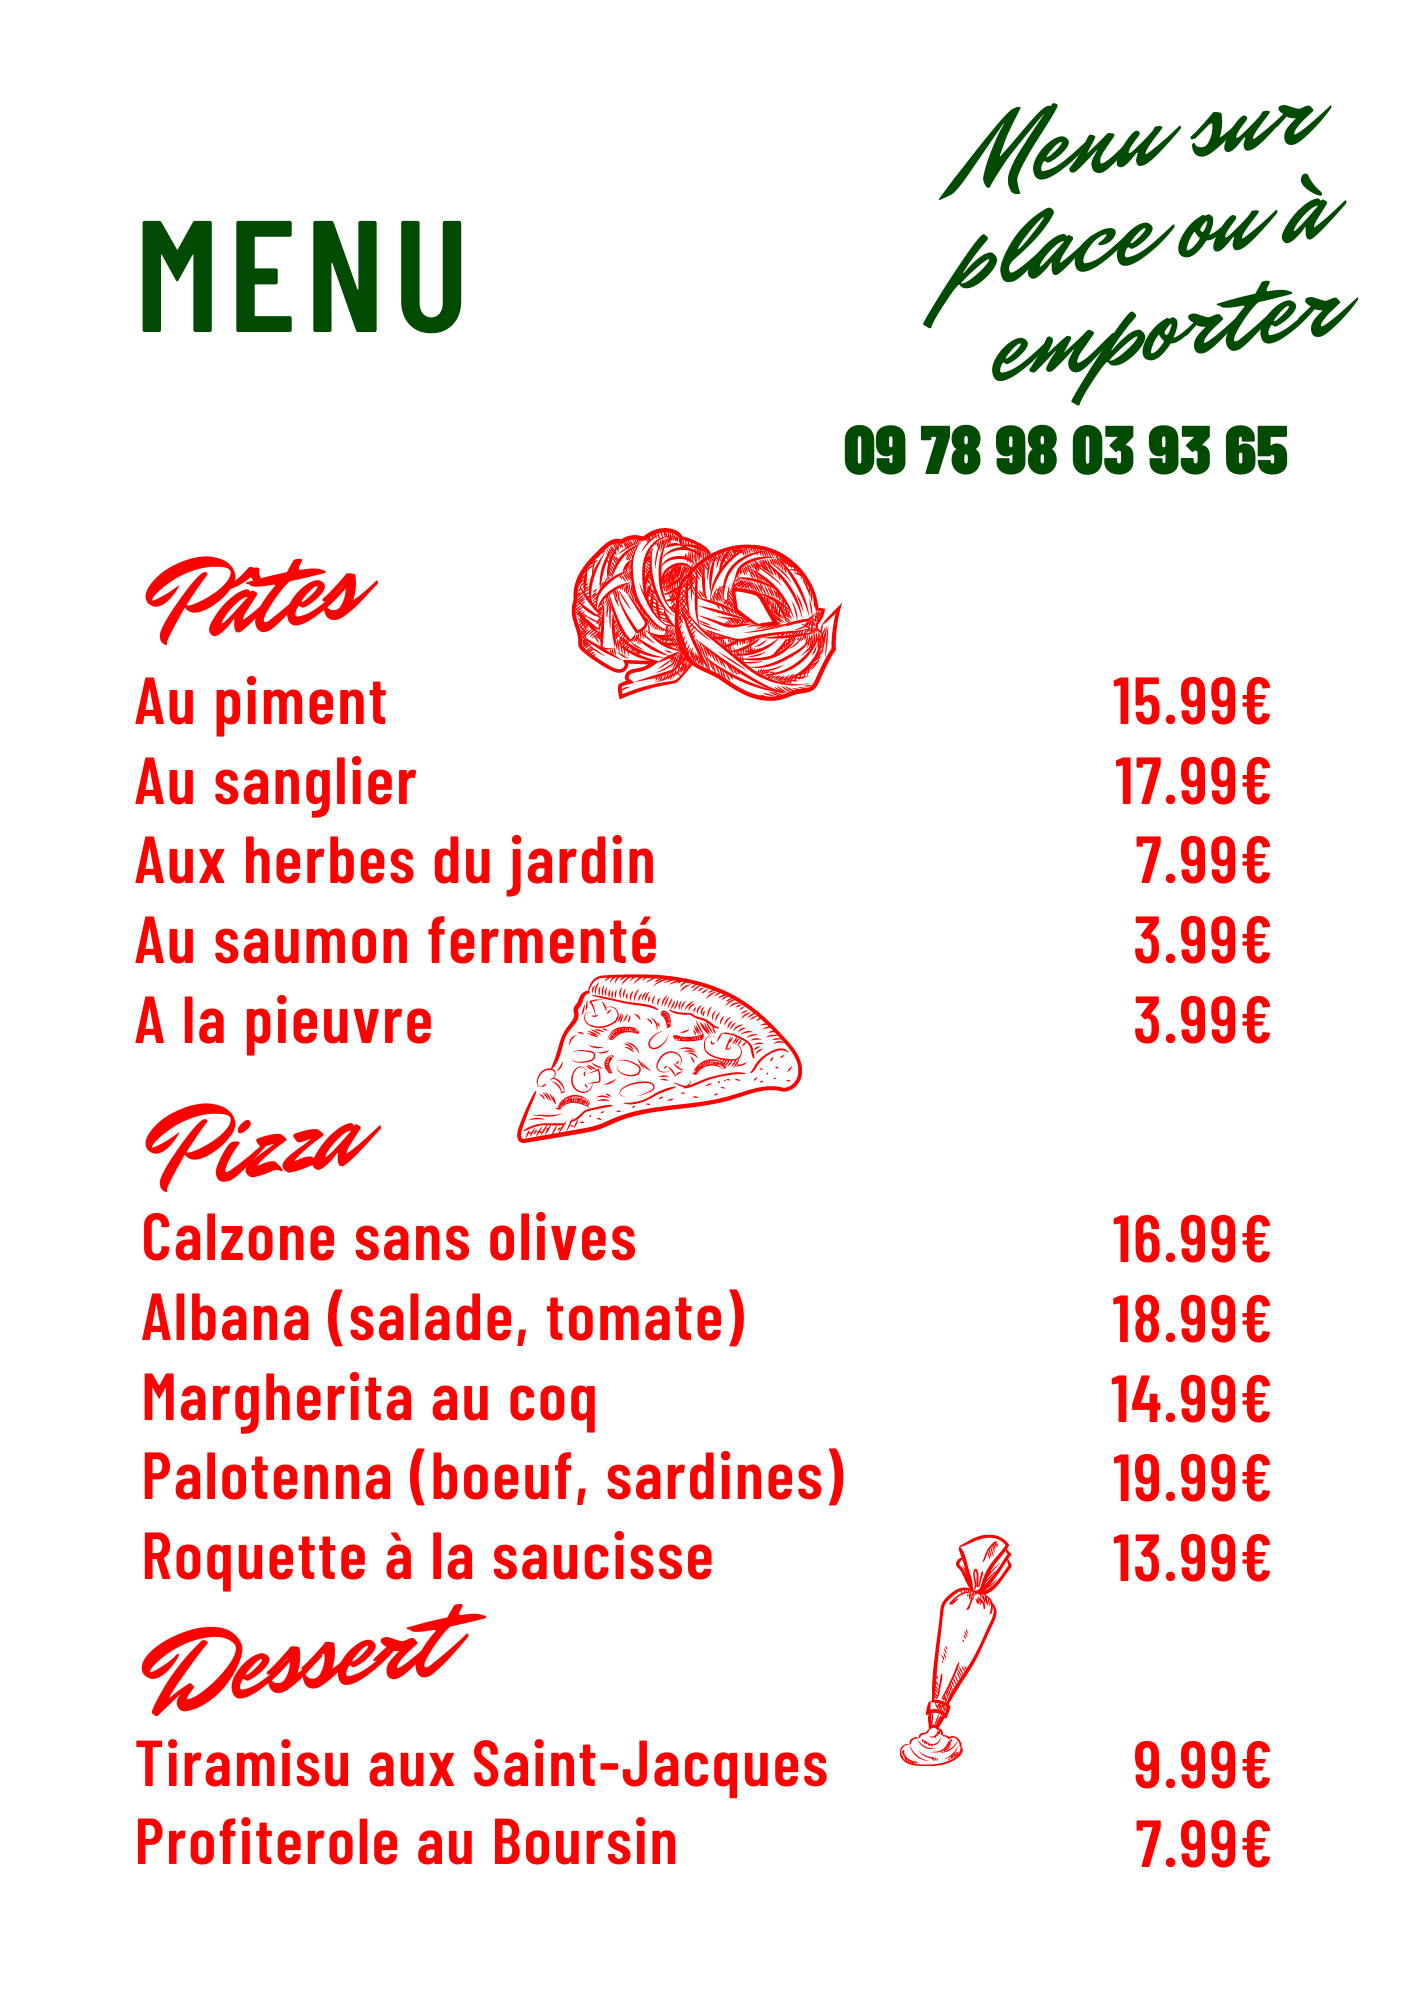 MENU
Menu sur
place ou à
emporter
09 78 98 03 93 65
Pâtes
Au piment 15.99€
Au sanglier 17.99€
Aux herbes du jardin 7.99€
Au saumon fermenté 3.99€
A la pieuvre 3.99€
Pizza
Calzone sans olives 16.99€
Albana (salade, tomate) 18.99€
Margherita au coq 14.99€
Palotenna (boeuf, sardines) 19.99€
Roquette à la saucisse 13.99€
Dessert
Tiramisu aux Saint-Jacques 9.99€
Profiterole au Boursin 7.99€